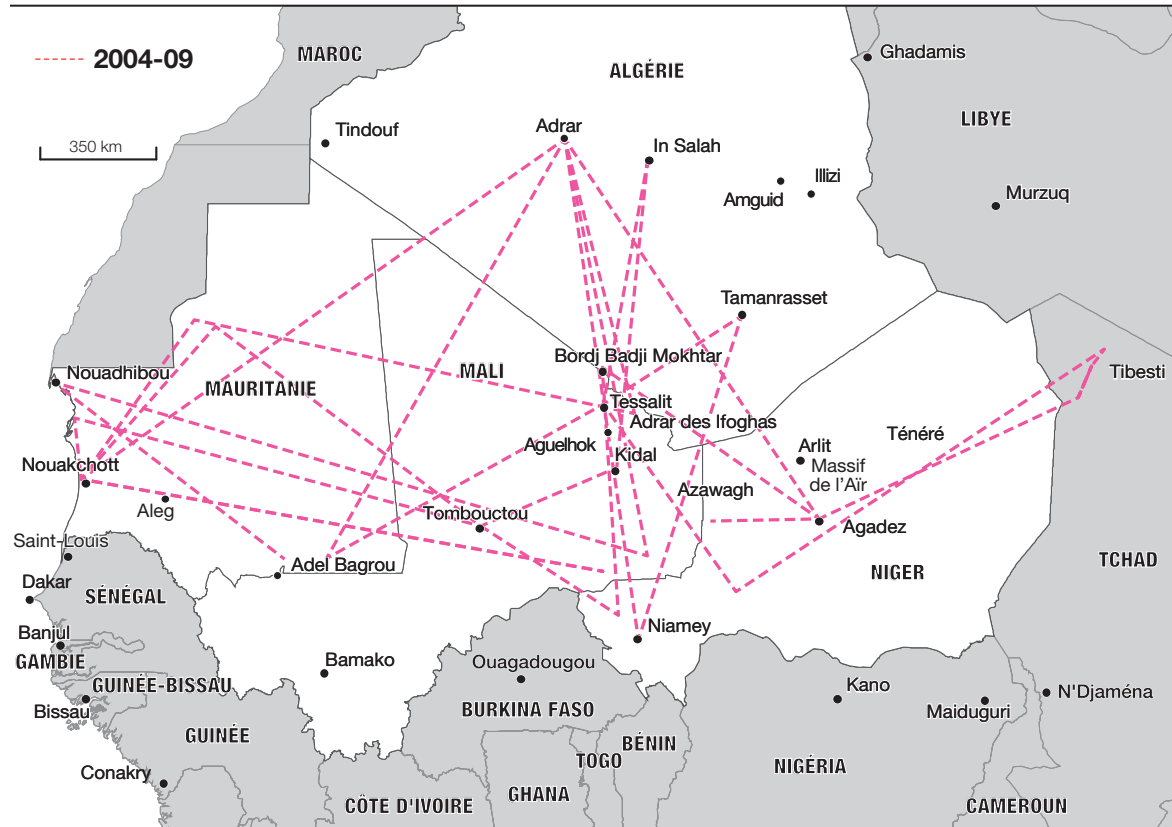 2004-09
MAROC
ALGÉRIE
Ghadamis
LIBYE
350 km
Tindouf
Adrar
In Salah
Amguid
Illizi
Murzuq
Tamanrasset
Bordj Badji Mokhtar
Nouadhibou
MAURITANIE
MALI
Tibesti
Tessalit
Adrar des Ifoghas
Aguelhok
Kidal
Ténéré
Arlit
Massif
de l'Aïr
Nouakchott
Aleg
Azawagh
Tombouctou
Agadez
Saint-Louis
Adel Bagrou
NIGER
TCHAD
Dakar
SÉNÉGAL
Banjul
GAMBIE
Niamey
Bamako
Ouagadougou
GUINÉE-BISSAU
Bissau
BURKINA FASO
Kano
Maiduguri
N'Djaména
GUINÉE
BÉNIN
TOGO
NIGÉRIA
Conakry
CÔTE D'IVOIRE
GHANA
CAMEROUN